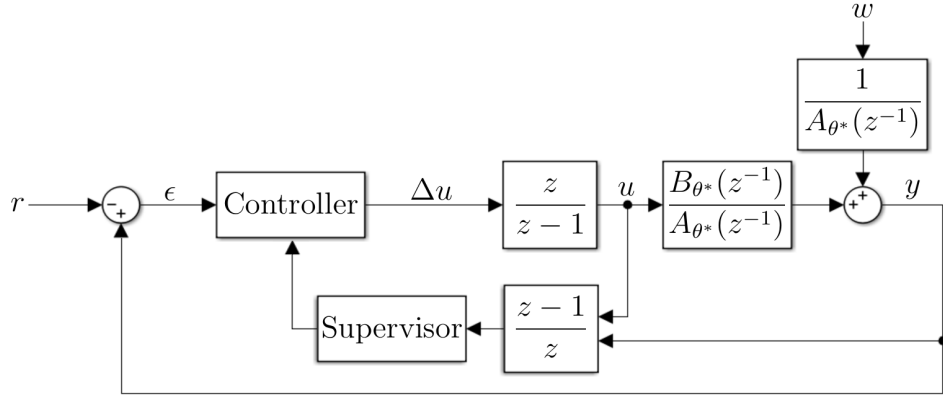 w
1
A_{θ*}(z^{-1})
r
-
+
ϵ
Controller
Δu
z
z - 1
u
B_{θ*}(z^{-1})
A_{θ*}(z^{-1})
+
+
y
Supervisor
z - 1
z